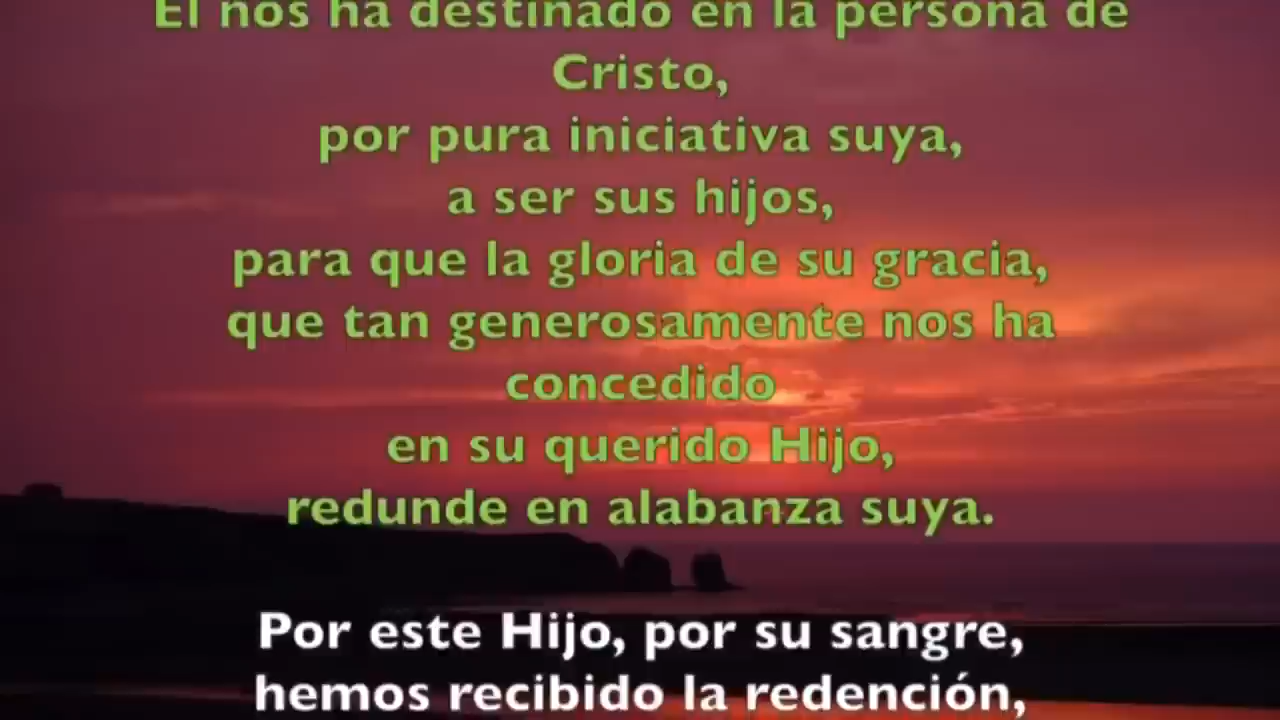 El nos ha destinado en la persona de
Cristo,
por pura iniciativa suya,
a ser sus hijos,
para que la gloria de su gracia,
que tan generosamente nos ha
concedido
en su querido Hijo,
redunde en alabanza suya.
Por este Hijo, por su sangre,
hemos recibido la redención,